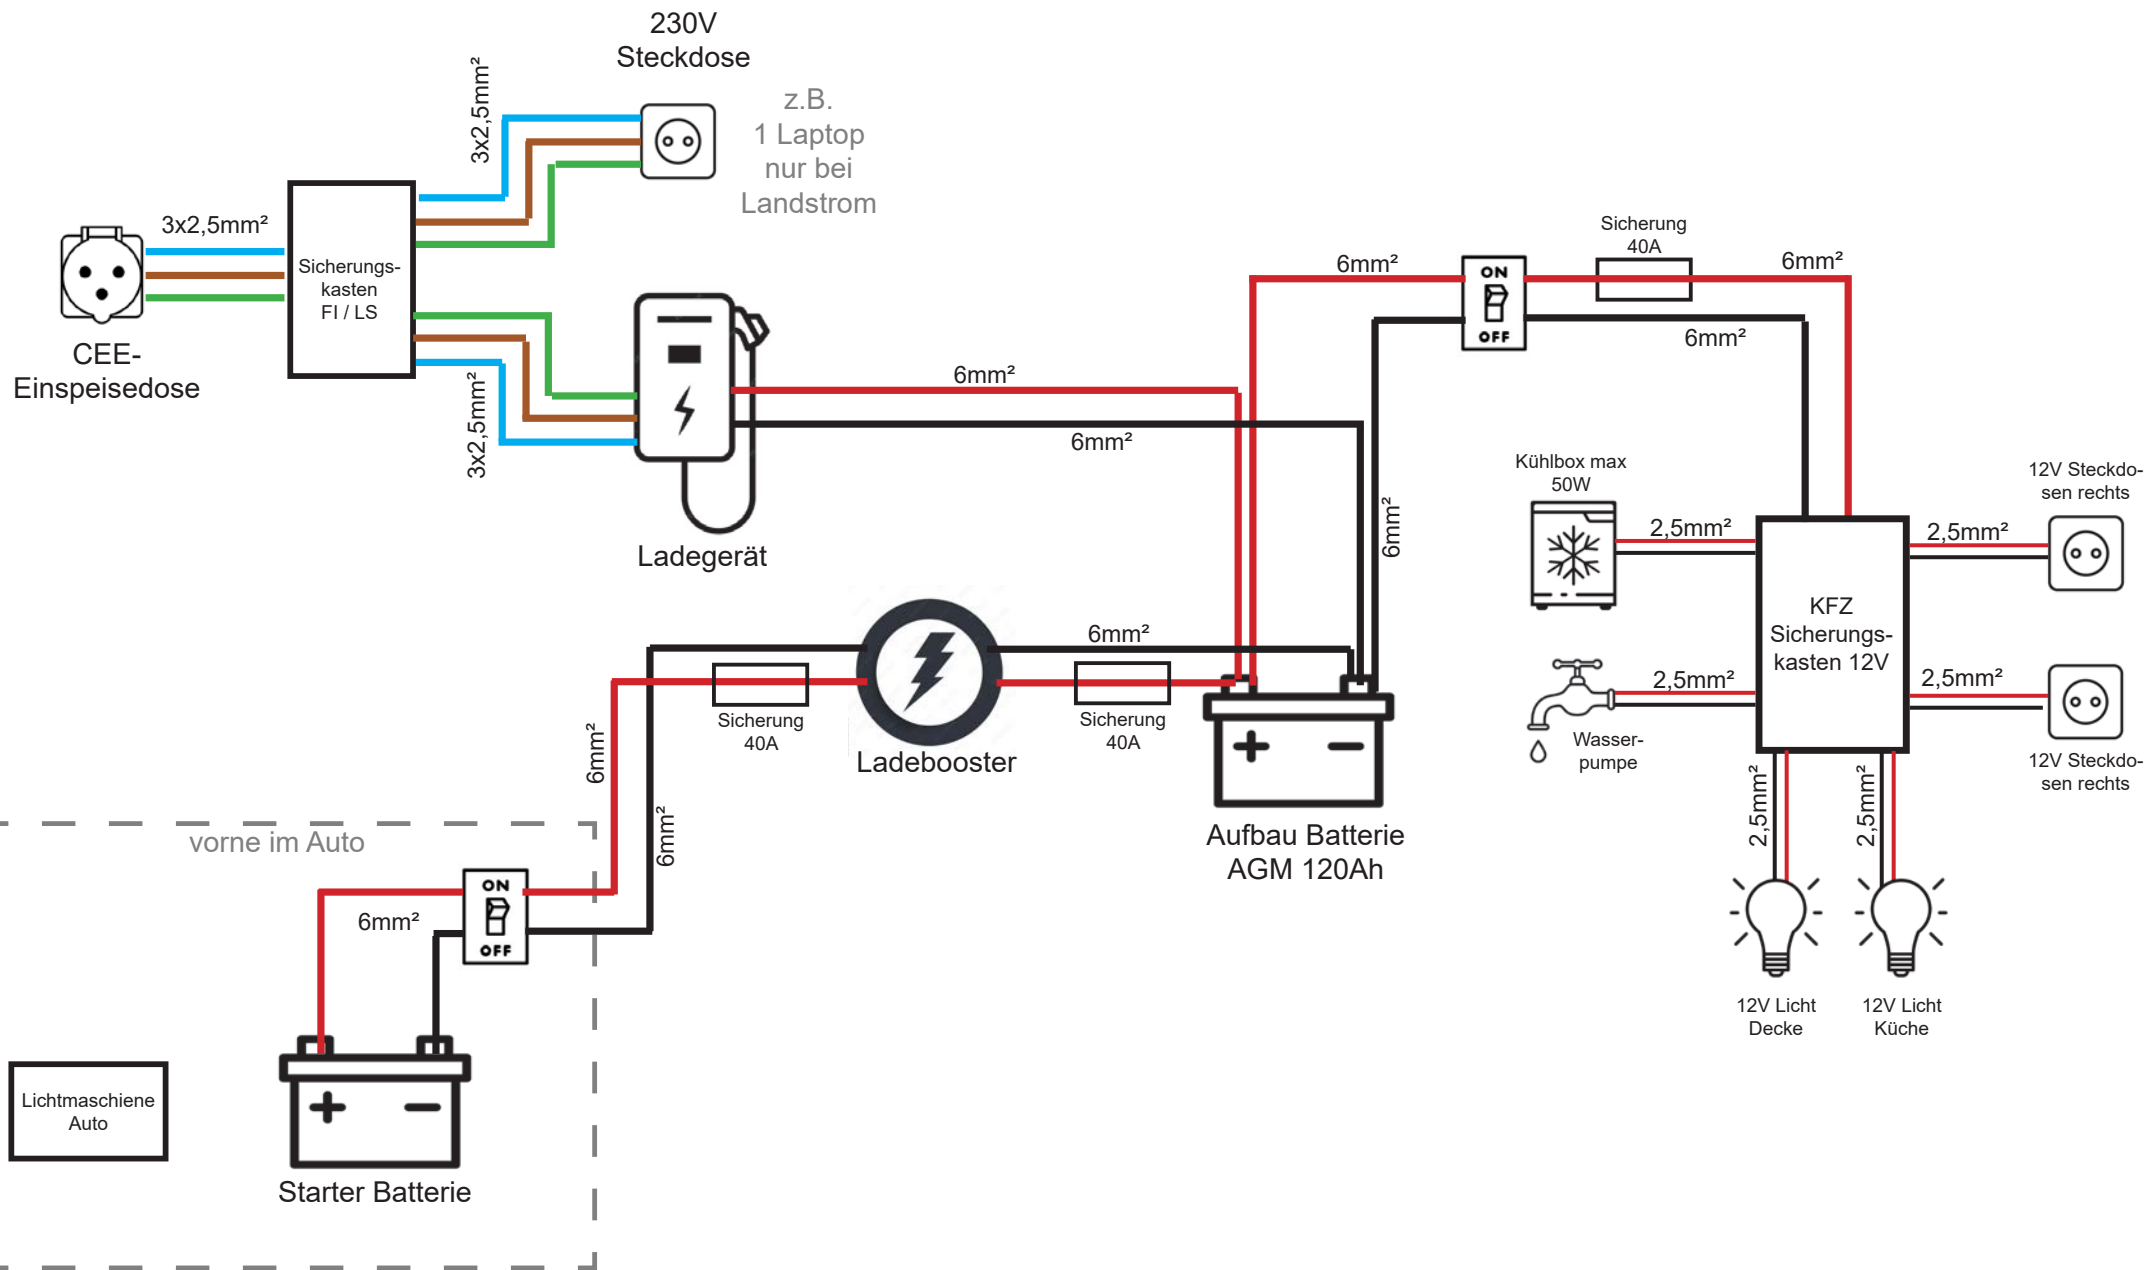 230V
Steckdose
z.B.
1 Laptop
nur bei
Landstrom
3x2,5mm²
3x2,5mm²
Sicherungs-
kasten
FI / LS
CEE-
Einspeisedose
3x2,5mm²
Ladegerät
6mm²
6mm²
6mm²
ON
OFF
Sicherung
40A
6mm²
6mm²
6mm²
Kühlbox max
50W
2,5mm²
12V Steckdo-
sen rechts
2,5mm²
KFZ
Sicherungs-
kasten 12V
2,5mm²
Wasser-
pumpe
2,5mm²
12V Steckdo-
sen rechts
2,5mm²
2,5mm²
12V Licht
Decke
12V Licht
Küche
6mm²
Sicherung
40A
Ladebooster
Sicherung
40A
+ −
Aufbau Batterie
AGM 120Ah
6mm²
6mm²
vorne im Auto
ON
OFF
6mm²
+ −
Starter Batterie
Lichtmaschiene
Auto